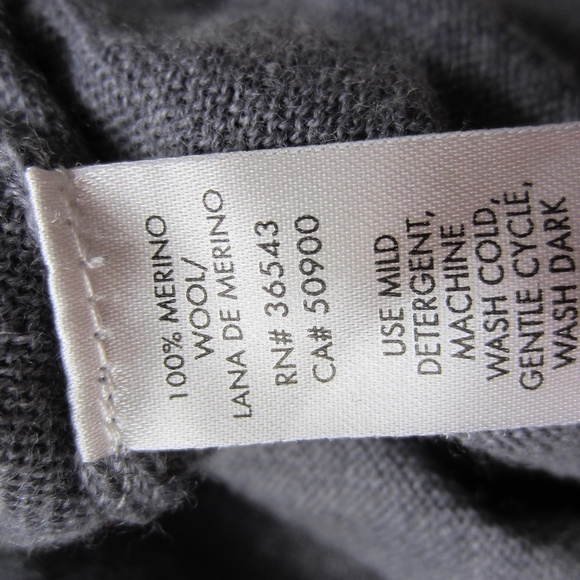 100% MERINO
WOOL/
LANA DE MERINO
RN# 36543
CA# 50900
USE MILD
DETERGENT,
MACHINE
WASH COLD,
GENTLE CYCLE,
WASH DARK